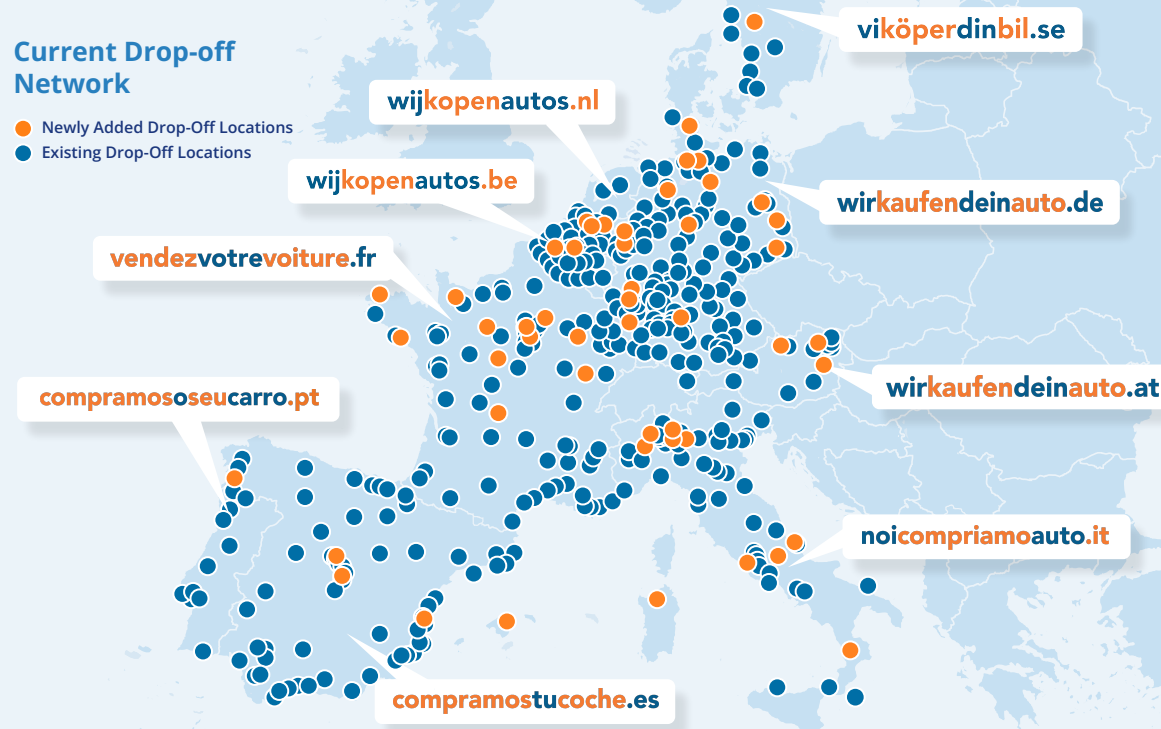 Current Drop-off
Network
Newly Added Drop-Off Locations
Existing Drop-Off Locations
viköperdinbil.se
wijkopenautos.nl
wijkopenautos.be
wirkaufendeinauto.de
vendezvotrevoiture.fr
wirkaufendeinauto.at
compramososeucarro.pt
noicompriamoauto.it
compramostucoche.es